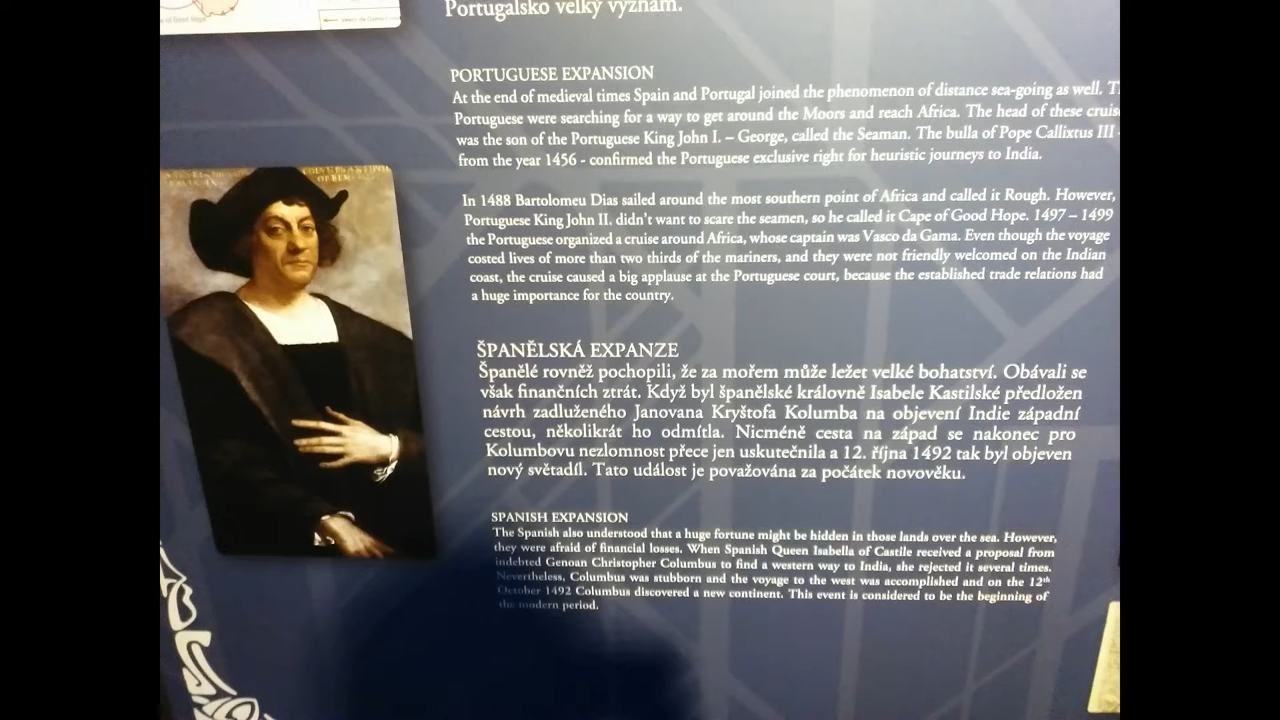 of Good Hope
Portugalsko velký význam.
PORTUGUESE EXPANSION
At the end of medieval times Spain and Portugal joined the phenomenon of distance sea-going as well.
Portuguese were searching for a way to get around the Moors and reach Africa. The head of these cruis
was the son of the Portuguese King John I. – George, called the Seaman. The bulla of Pope Callixtus III -
from the year 1456 - confirmed the Portuguese exclusive right for heuristic journeys to India.
In 1488 Bartolomeu Dias sailed around the most southern point of Africa and called it Rough. However,
Portuguese King John II. didn't want to scare the seamen, so he called it Cape of Good Hope. 1497 – 1499
the Portuguese organized a cruise around Africa, whose captain was Vasco da Gama. Even though the voyage
costed lives of more than two thirds of the mariners, and they were not friendly welcomed on the Indian
coast, the cruise caused a big applause at the Portuguese court, because the established trade relations had
a huge importance for the country.
ŠPANĚLSKÁ EXPANZE
Španělé rovněž pochopili, že za mořem může ležet velké bohatství. Obávali se
však finančních ztrát. Když byl španělské královně Isabele Kastilské předložen
návrh zadluženého Janovana Kryštofa Kolumba na objevení Indie západní
cestou, několikrát ho odmítla. Nicméně cesta na západ se nakonec pro
Kolumbovu nezlomnost přece jen uskutečnila a 12. října 1492 tak byl objeven
nový světadíl. Tato událost je považována za počátek novověku.
SPANISH EXPANSION
The Spanish also understood that a huge fortune might be hidden in those lands over the sea. However,
they were afraid of financial losses. When Spanish Queen Isabella of Castile received a proposal from
indebted Genoan Christopher Columbus to find a western way to India, she rejected it several times.
Nevertheless, Columbus was stubborn and the voyage to the west was accomplished and on the 12th
October 1492 Columbus discovered a new continent. This event is considered to be the beginning of
the modern period.